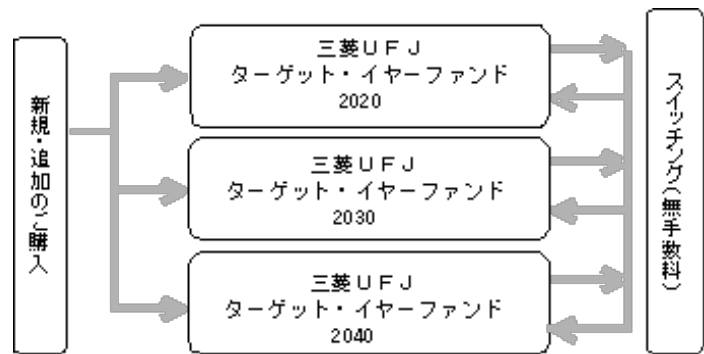 新規・追加のご購入
三菱ＵＦＪ
ターゲット・イヤーファンド
2020
三菱ＵＦＪ
ターゲット・イヤーファンド
2030
三菱ＵＦＪ
ターゲット・イヤーファンド
2040
スイッチング（無手数料）